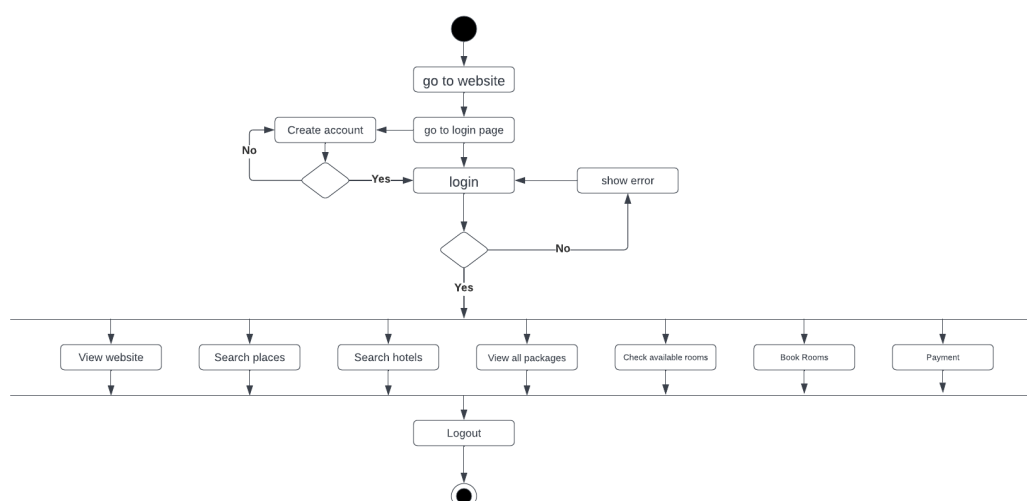 go to website
Create account
go to login page
No
Yes
login
show error
No
Yes
View website
Search places
Search hotels
View all packages
Check available rooms
Book Rooms
Payment
Logout